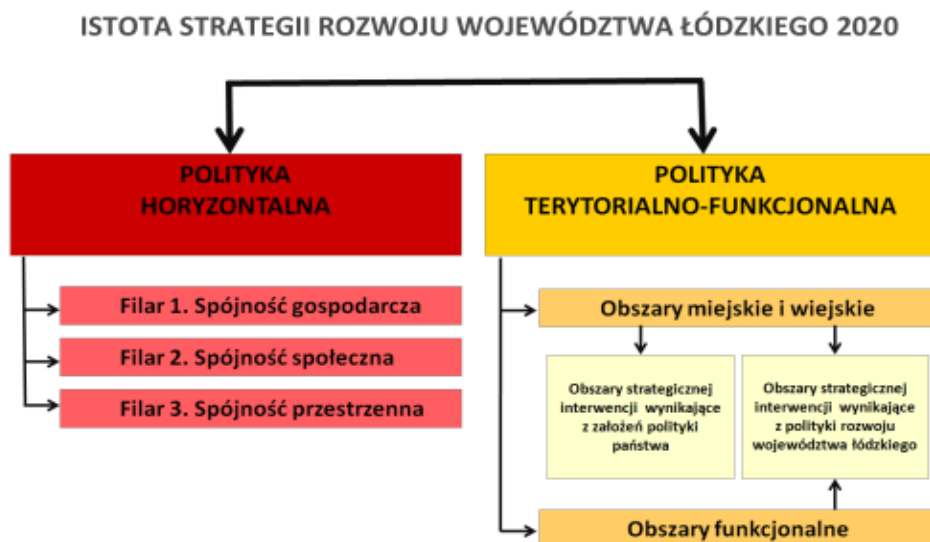 ISTOTA STRATEGII ROZWOJU WOJEWÓDZTWA ŁÓDZKIEGO 2020
POLITYKA
HORYZONTALNA
Filar 1. Spójność gospodarcza
Filar 2. Spójność społeczna
Filar 3. Spójność przestrzenna
POLITYKA
TERYTORIALNO-FUNKCJONALNA
Obszary miejskie i wiejskie
Obszary strategicznej
interwencji wynikające
z założeń polityki
państwa
Obszary strategicznej
interwencji wynikające
z polityki rozwoju
województwa łódzkiego
Obszary funkcjonalne